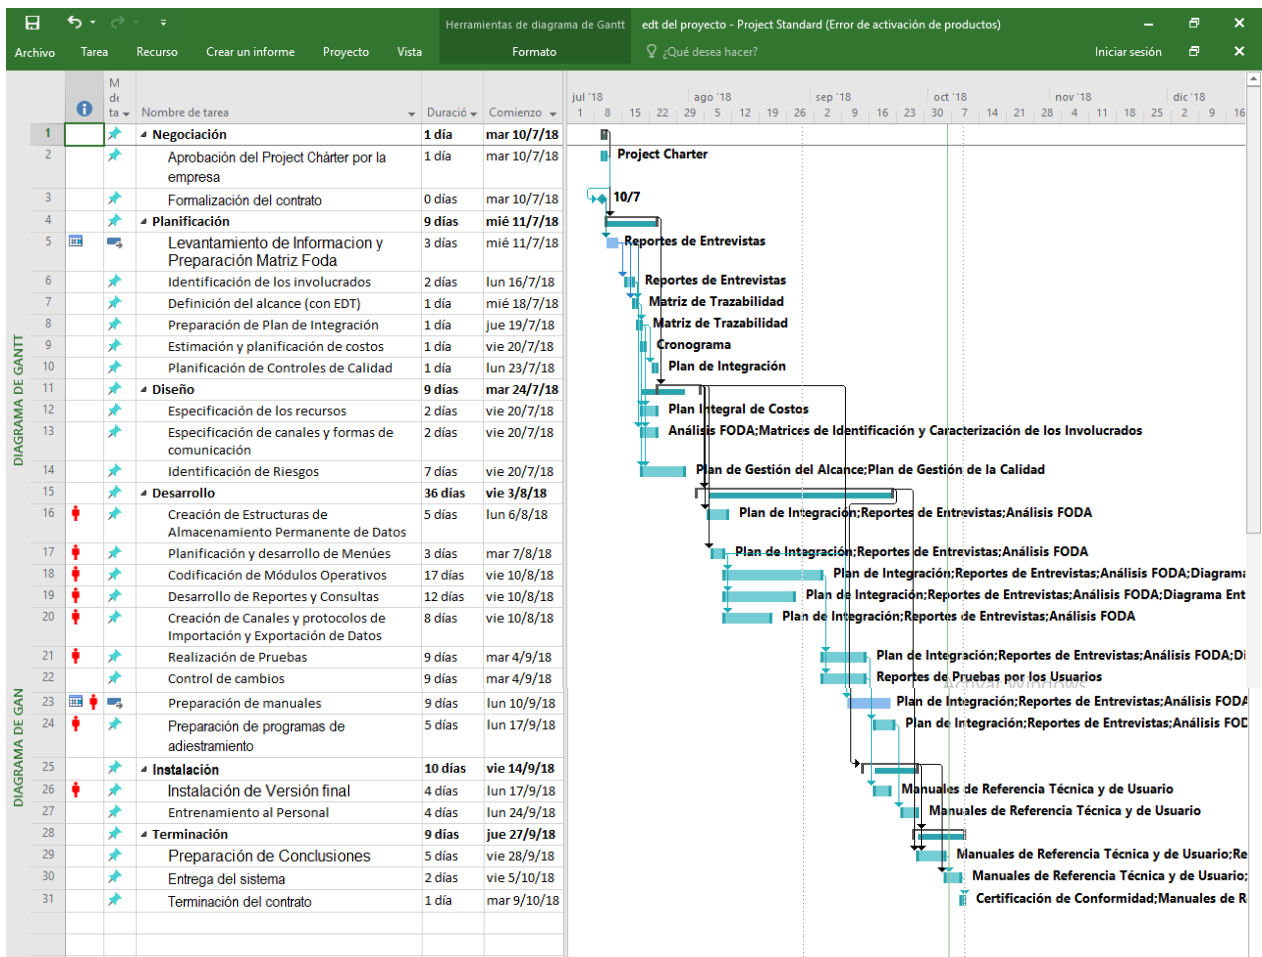 Herramientas de diagrama de Gantt edt del proyecto - Project Standard (Error de activación de productos)
Archivo Tarea Recurso Crear un informe Proyecto Vista Formato ¿Qué desea hacer? Iniciar sesión
M
de
ta Nombre de tarea Duració Comienzo
jul '18 ago '18 sep '18 oct '18 nov '18 dic '18
1 8 15 22 29 5 12 19 26 2 9 16 23 30 7 14 21 28 4 11 18 25 2 9 16
1 Negociación 1 día mar 10/7/18
2 Aprobación del Project Chárter por la 1 día mar 10/7/18 Project Charter
empresa
3 Formalización del contrato 0 días mar 10/7/18 10/7
4 Planificación 9 días mié 11/7/18
5 Levantamiento de Informacion y 3 días mié 11/7/18 Reportes de Entrevistas
Preparación Matriz Foda
6 Identificación de los involucrados 2 días lun 16/7/18 Reportes de Entrevistas
7 Definición del alcance (con EDT) 1 día mié 18/7/18 Matriz de Trazabilidad
8 Preparación de Plan de Integración 1 día jue 19/7/18 Matriz de Trazabilidad
9 Estimación y planificación de costos 1 día vie 20/7/18 Cronograma
10 Planificación de Controles de Calidad 1 día lun 23/7/18 Plan de Integración
11 Diseño 9 días mar 24/7/18
12 Especificación de los recursos 2 días vie 20/7/18 Plan Integral de Costos
13 Especificación de canales y formas de 2 días vie 20/7/18 Análisis FODA;Matrices de Identificación y Caracterización de los Involucrados
comunicación
14 Identificación de Riesgos 7 días vie 20/7/18 Plan de Gestión del Alcance;Plan de Gestión de la Calidad
15 Desarrollo 36 días vie 3/8/18
16 Creación de Estructuras de 5 días lun 6/8/18 Plan de Integración;Reportes de Entrevistas;Análisis FODA
Almacenamiento Permanente de Datos
17 Planificación y desarrollo de Menúes 3 días mar 7/8/18 Plan de Integración;Reportes de Entrevistas;Análisis FODA
18 Codificación de Módulos Operativos 17 días vie 10/8/18 Plan de Integración;Reportes de Entrevistas;Análisis FODA;Diagrama
19 Desarrollo de Reportes y Consultas 12 días vie 10/8/18 Plan de Integración;Reportes de Entrevistas;Análisis FODA;Diagrama Ent
20 Creación de Canales y protocolos de 8 días vie 10/8/18 Plan de Integración;Reportes de Entrevistas;Análisis FODA
Importación y Exportación de Datos
21 Realización de Pruebas 9 días mar 4/9/18 Plan de Integración;Reportes de Entrevistas;Análisis FODA;Di
22 Control de cambios 9 días mar 4/9/18 Reportes de Pruebas por los Usuarios
23 Preparación de manuales 9 días lun 10/9/18 Plan de Integración;Reportes de Entrevistas;Análisis FODA
24 Preparación de programas de 5 días lun 17/9/18 Plan de Integración;Reportes de Entrevistas;Análisis FOD
adiestramiento
25 Instalación 10 días vie 14/9/18
26 Instalación de Versión final 4 días lun 17/9/18 Manuales de Referencia Técnica y de Usuario
27 Entrenamiento al Personal 4 días lun 24/9/18 Manuales de Referencia Técnica y de Usuario
28 Terminación 9 días jue 27/9/18
29 Preparación de Conclusiones 5 días vie 28/9/18 Manuales de Referencia Técnica y de Usuario;Re
30 Entrega del sistema 2 días vie 5/10/18 Manuales de Referencia Técnica y de Usuario;
31 Terminación del contrato 1 día mar 9/10/18 Certificación de Conformidad;Manuales de R
DIAGRAMA DE GANTT
DIAGRAMA DE GAN